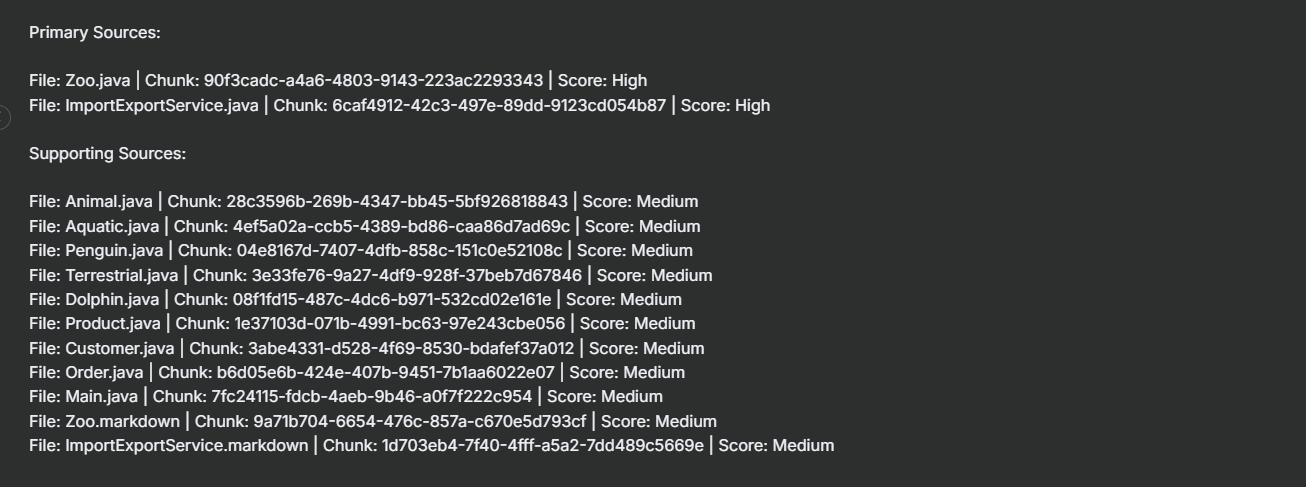 Primary Sources:
File: Zoo.java | Chunk: 90f3cadc-a4a6-4803-9143-223ac2293343 | Score: High
File: ImportExportService.java | Chunk: 6caf4912-42c3-497e-89dd-9123cd054b87 | Score: High
Supporting Sources:
File: Animal.java | Chunk: 28c3596b-269b-4347-bb45-5bf926818843 | Score: Medium
File: Aquatic.java | Chunk: 4ef5a02a-ccb5-4389-bd86-caa86d7ad69c | Score: Medium
File: Penguin.java | Chunk: 04e8167d-7407-4dfb-858c-151c0e52108c | Score: Medium
File: Terrestrial.java | Chunk: 3e33fe76-9a27-4df9-928f-37beb7d67846 | Score: Medium
File: Dolphin.java | Chunk: 08f1fd15-487c-4dc6-b971-532cd02e161e | Score: Medium
File: Product.java | Chunk: 1e37103d-071b-4991-bc63-97e243cbe056 | Score: Medium
File: Customer.java | Chunk: 3abe4331-d528-4f69-8530-bdafef37a012 | Score: Medium
File: Order.java | Chunk: b6d05e6b-424e-407b-9451-7b1aa6022e07 | Score: Medium
File: Main.java | Chunk: 7fc24115-fdcb-4aeb-9b46-a0f7f222c954 | Score: Medium
File: Zoo.markdown | Chunk: 9a71b704-6654-476c-857a-c670e5d793cf | Score: Medium
File: ImportExportService.markdown | Chunk: 1d703eb4-7f40-4fff-a5a2-7dd489c5669e | Score: Medium